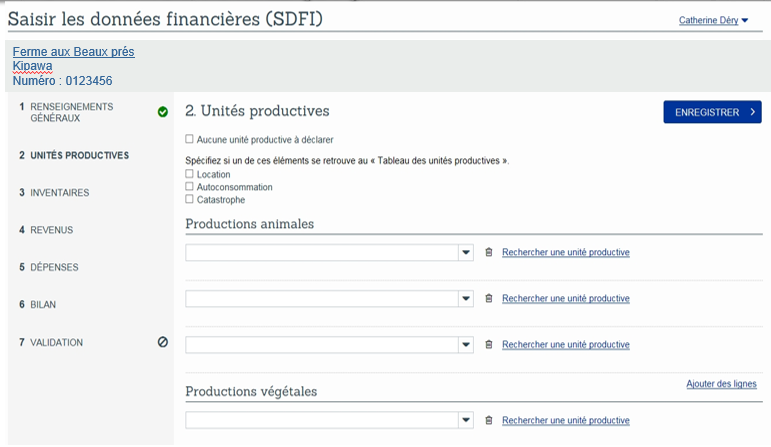 Saisir les données financières (SDFI)
Catherine Déry
Ferme aux Beaux prés
Kipawa
Numéro : 0123456
1 RENSEIGNEMENTS
GÉNÉRAUX
2 UNITÉS PRODUCTIVES
3 INVENTAIRES
4 REVENUS
5 DÉPENSES
6 BILAN
7 VALIDATION
2. Unités productives
ENREGISTRER
Aucune unité productive à déclarer
Spécifiez si un de ces éléments se retrouve au « Tableau des unités productives ».
Location
Autoconsommation
Catastrophe
Productions animales
Rechercher une unité productive
Rechercher une unité productive
Rechercher une unité productive
Ajouter des lignes
Productions végétales
Rechercher une unité productive